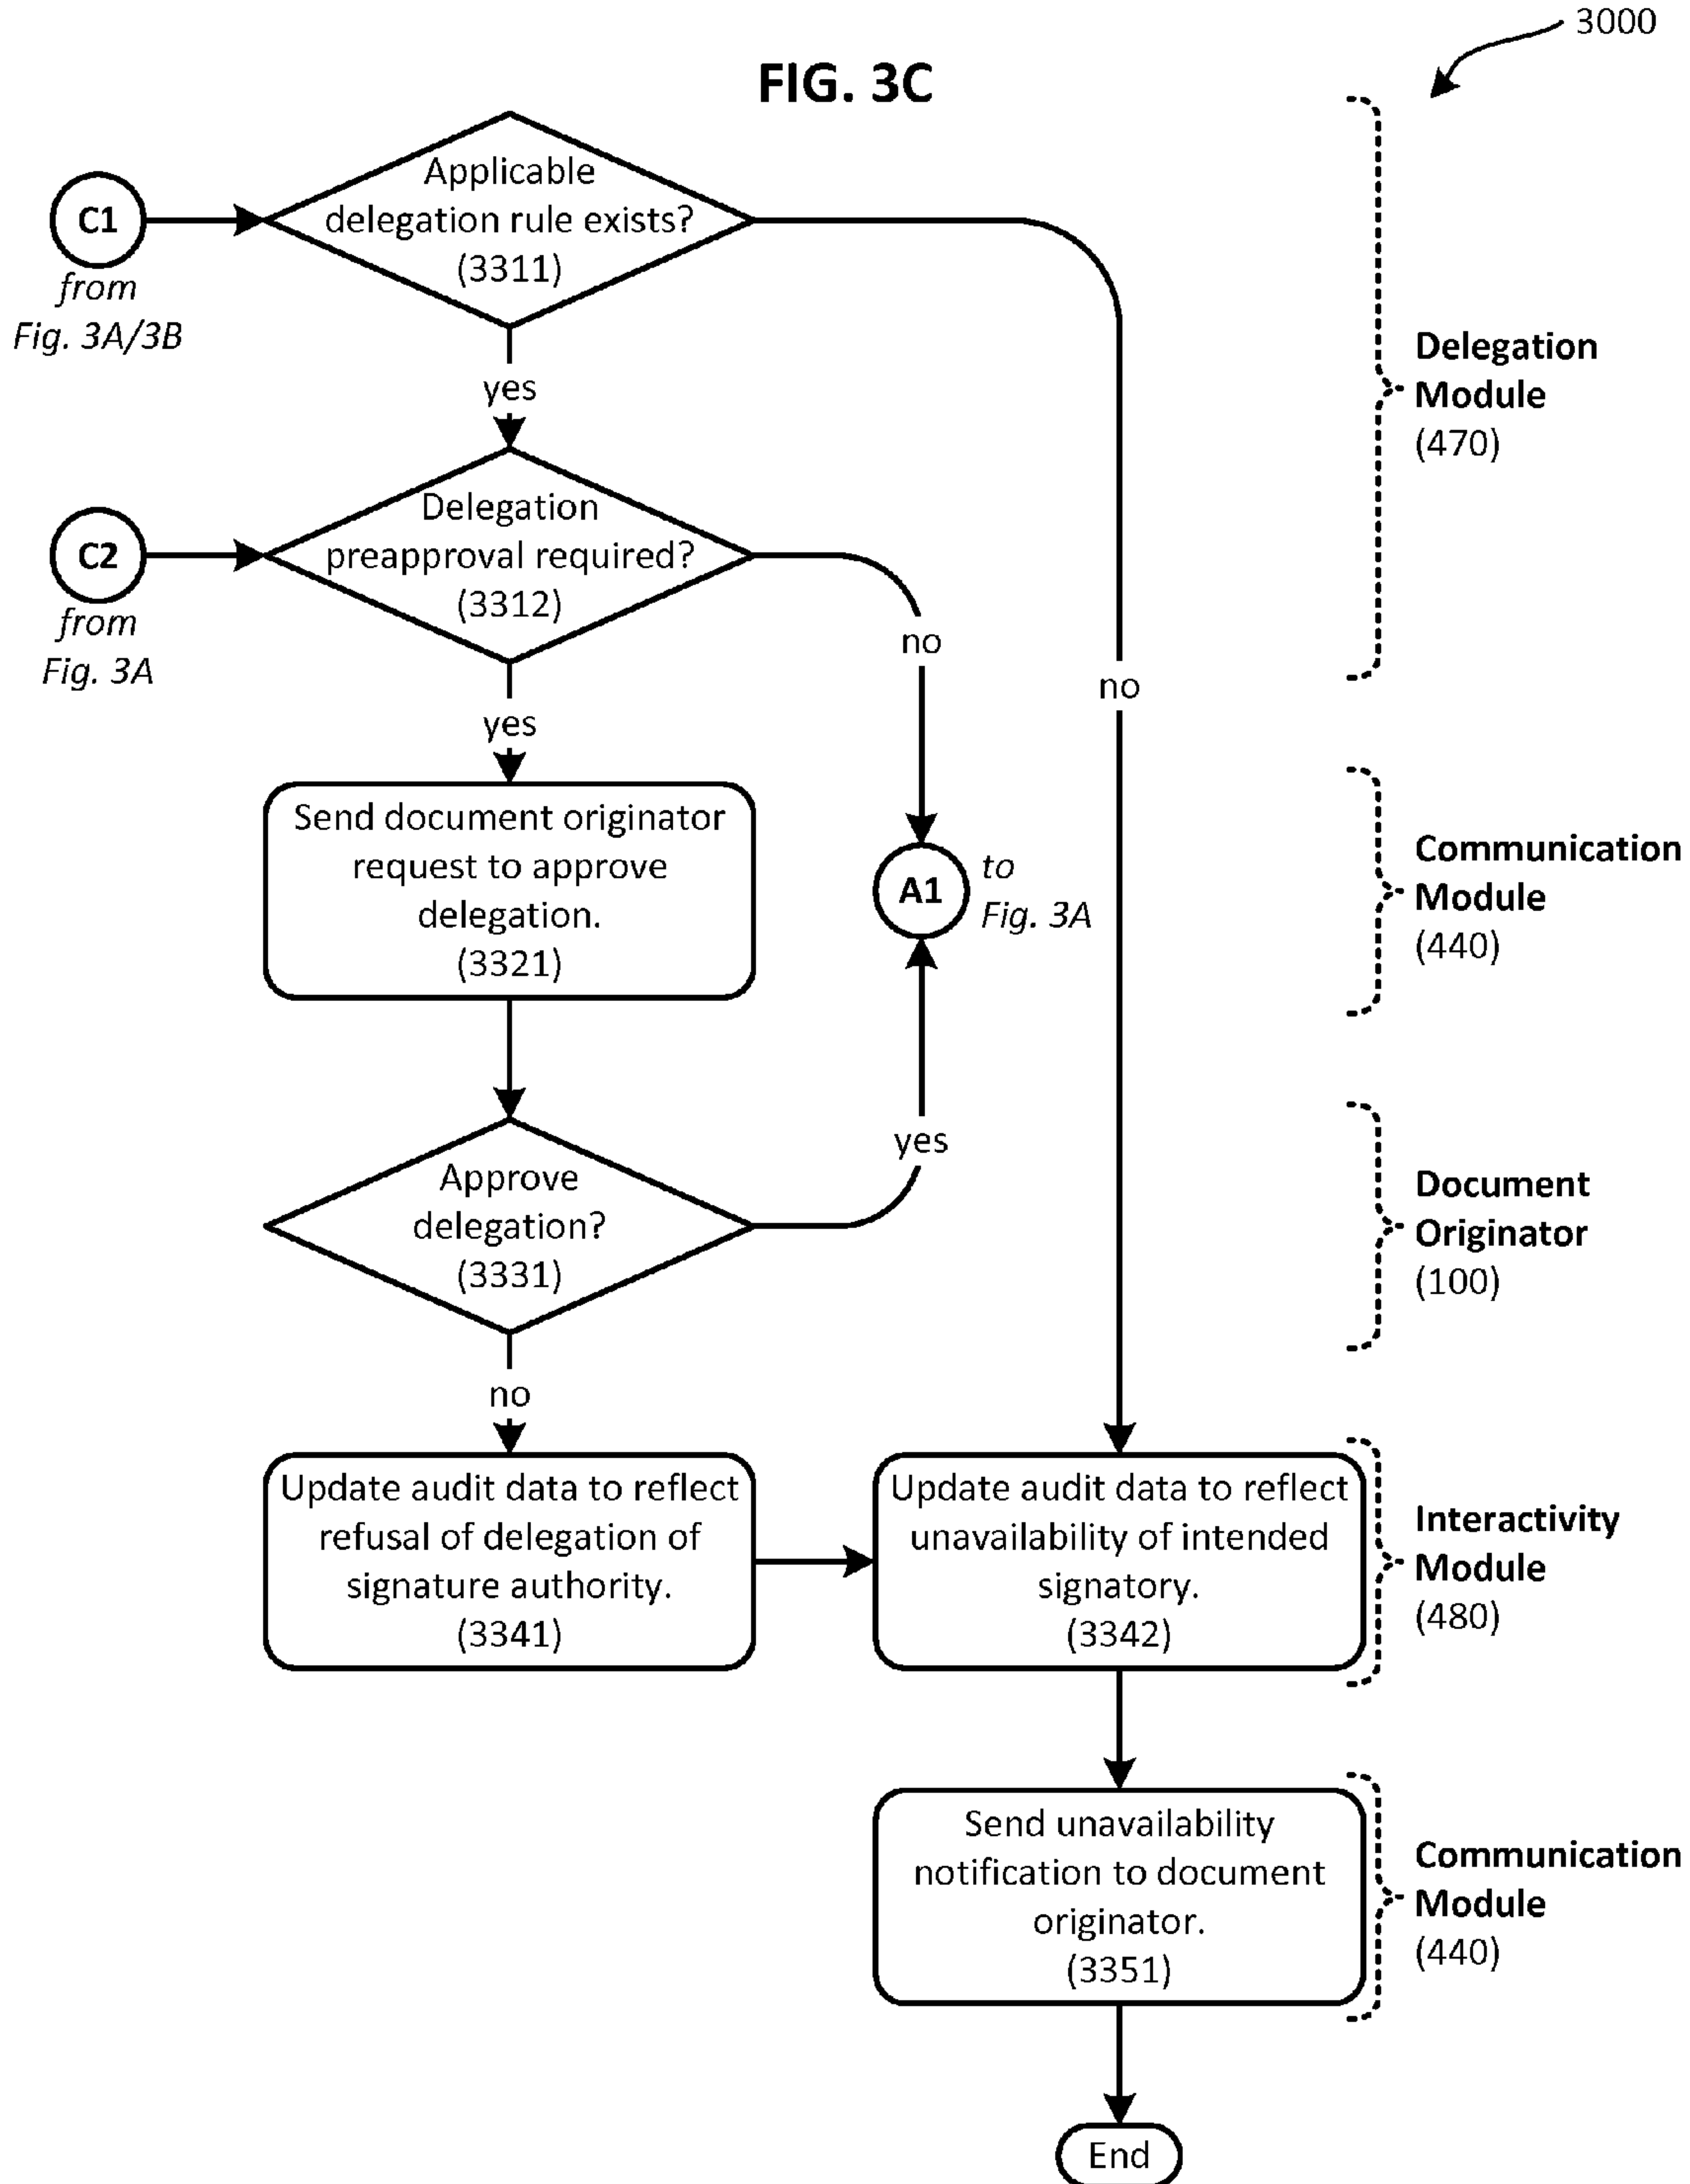 3000
FIG. 3C
C1
from
Fig. 3A/3B
Applicable
delegation rule exists?
(3311)
yes
no
Delegation
Module
(470)
C2
from
Fig. 3A
Delegation
preapproval required?
(3312)
yes
no
Send document originator
request to approve
delegation.
(3321)
A1
to
Fig. 3A
Communication
Module
(440)
Approve
delegation?
(3331)
yes
no
Document
Originator
(100)
Update audit data to reflect
refusal of delegation of
signature authority.
(3341)
Update audit data to reflect
unavailability of intended
signatory.
(3342)
Interactivity
Module
(480)
Send unavailability
notification to document
originator.
(3351)
Communication
Module
(440)
End